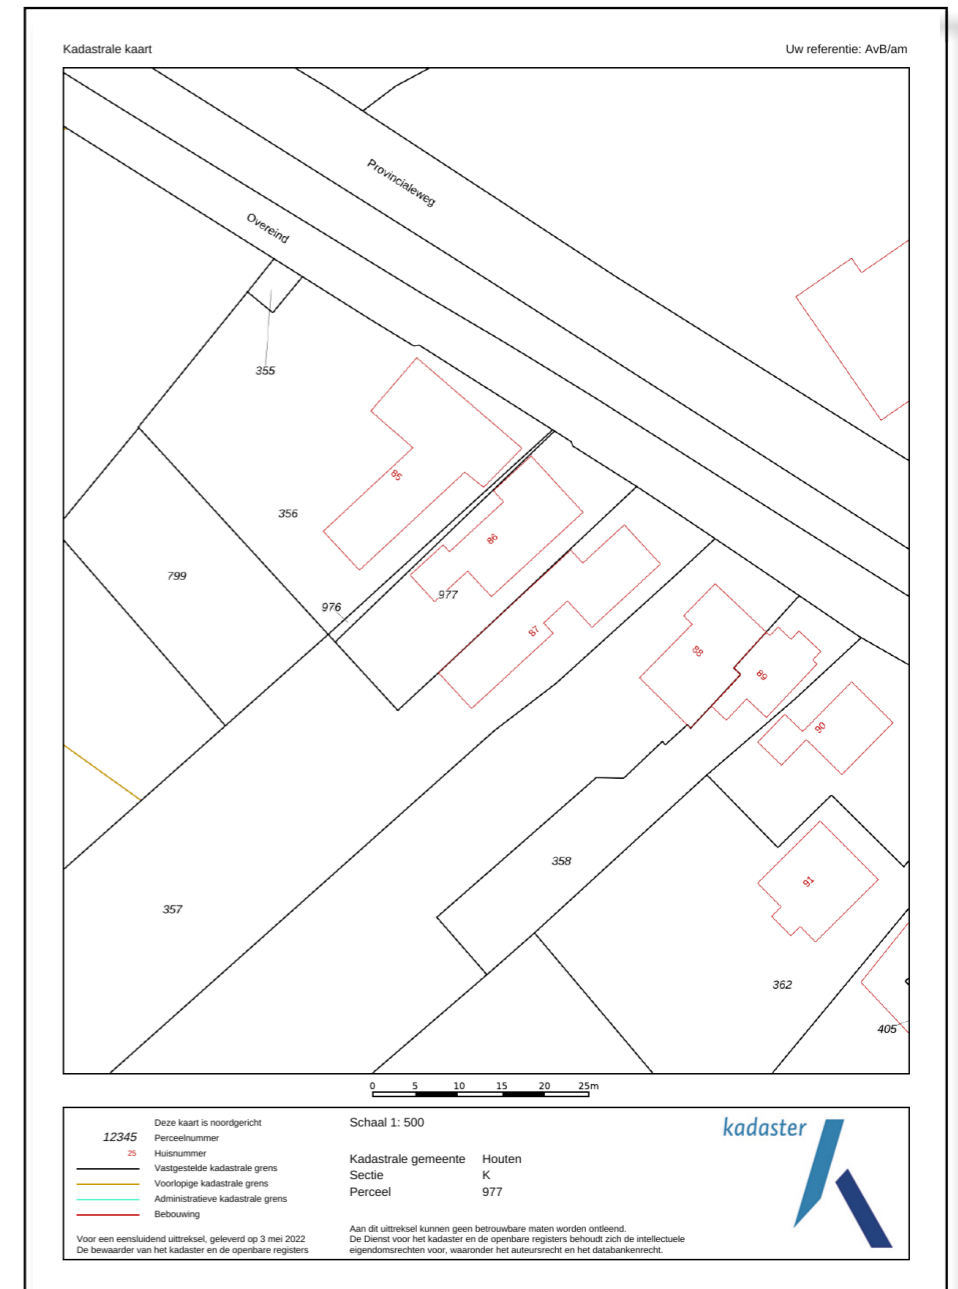 Kadastrale kaart
Uw referentie: AvB/am
Provincialeweg
Overeind
355
85
356
86
799
976
977
87
88
89
90
358
91
357
362
405
0 5 10 15 20 25m
12345
25
Deze kaart is noordgericht
Perceelnummer
Huisnummer
Vastgestelde kadastrale grens
Voorlopige kadastrale grens
Administratieve kadastrale grens
Bebouwing
Voor een eensluidend uittreksel, geleverd op 3 mei 2022
De bewaarder van het kadaster en de openbare registers
Schaal 1: 500
Kadastrale gemeente Houten
Sectie K
Perceel 977
Aan dit uittreksel kunnen geen betrouwbare maten worden ontleend.
De Dienst voor het kadaster en de openbare registers behoudt zich de intellectuele
eigendomsrechten voor, waaronder het auteursrecht en het databankenrecht.
kadaster